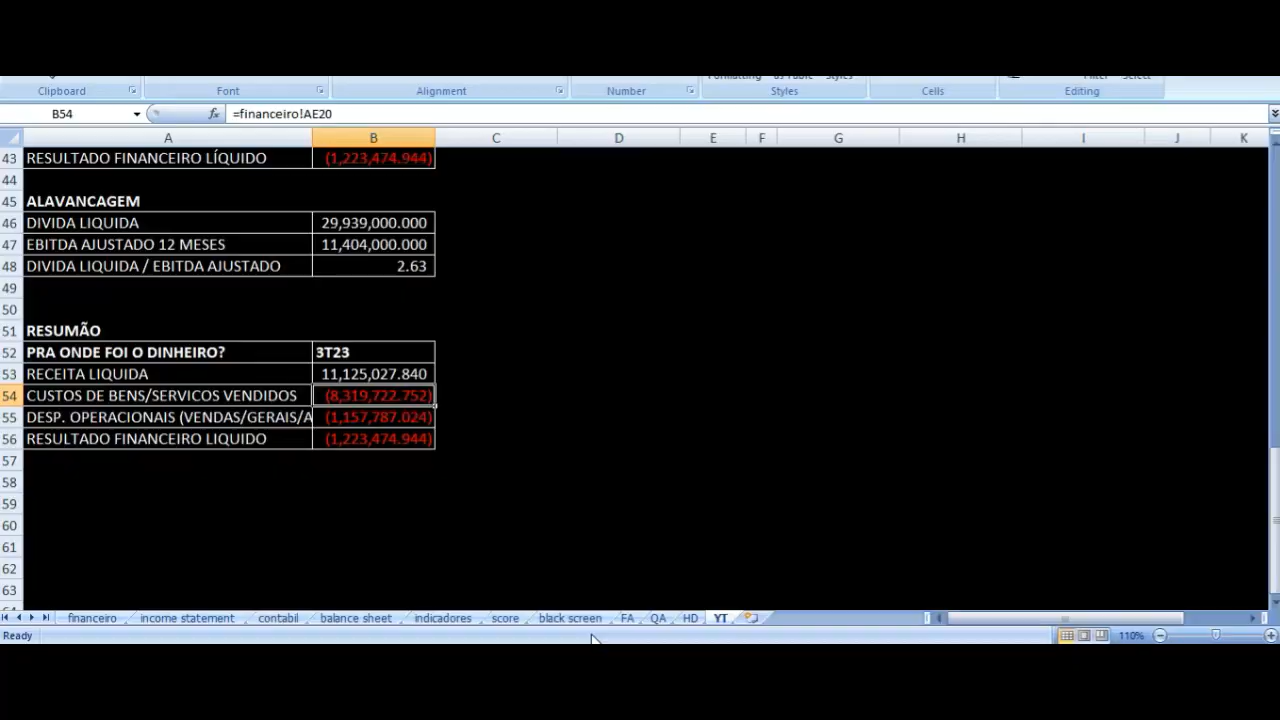 Clipboard Font Alignment Number Styles Cells Editing
B54 fx =financeiro!AE20
A B C D E F G H I J K
43 RESULTADO FINANCEIRO LÍQUIDO (1,223,474.944)
44
45 ALAVANCAGEM
46 DIVIDA LIQUIDA 29,939,000.000
47 EBITDA AJUSTADO 12 MESES 11,404,000.000
48 DIVIDA LIQUIDA / EBITDA AJUSTADO 2.63
49
50
51 RESUMÃO
52 PRA ONDE FOI O DINHEIRO? 3T23
53 RECEITA LIQUIDA 11,125,027.840
54 CUSTOS DE BENS/SERVICOS VENDIDOS (8,319,722.752)
55 DESP. OPERACIONAIS (VENDAS/GERAIS/A (1,157,787.024)
56 RESULTADO FINANCEIRO LIQUIDO (1,223,474.944)
57
58
59
60
61
62
63
financeiro income statement contabil balance sheet indicadores score black screen FA QA HD YT
Ready 110%